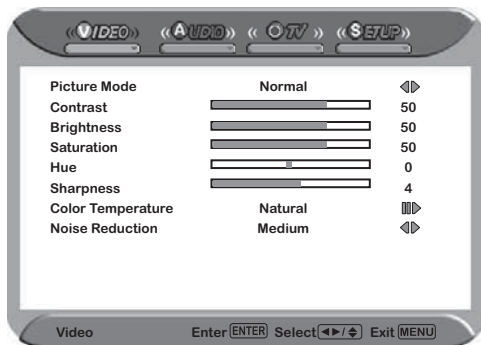 VIDEO AUDIO TV SETUP
Picture Mode Normal
Contrast 50
Brightness 50
Saturation 50
Hue 0
Sharpness 4
Color Temperature Natural
Noise Reduction Medium
Video Enter ENTER Select ◄►/▲▼ Exit MENU